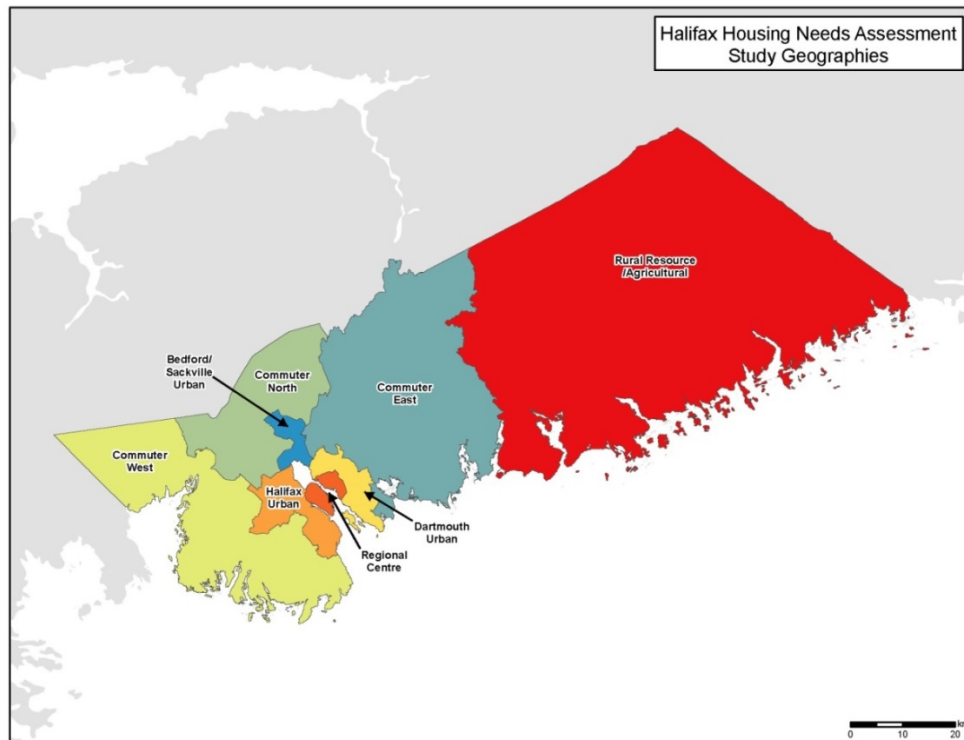 Halifax Housing Needs Assessment
Study Geographies
Rural Resource
/Agricultural
Bedford/
Sackville
Urban
Commuter
North
Commuter
East
Commuter
West
Halifax
Urban
Dartmouth
Urban
Regional
Centre
km
0 10 20